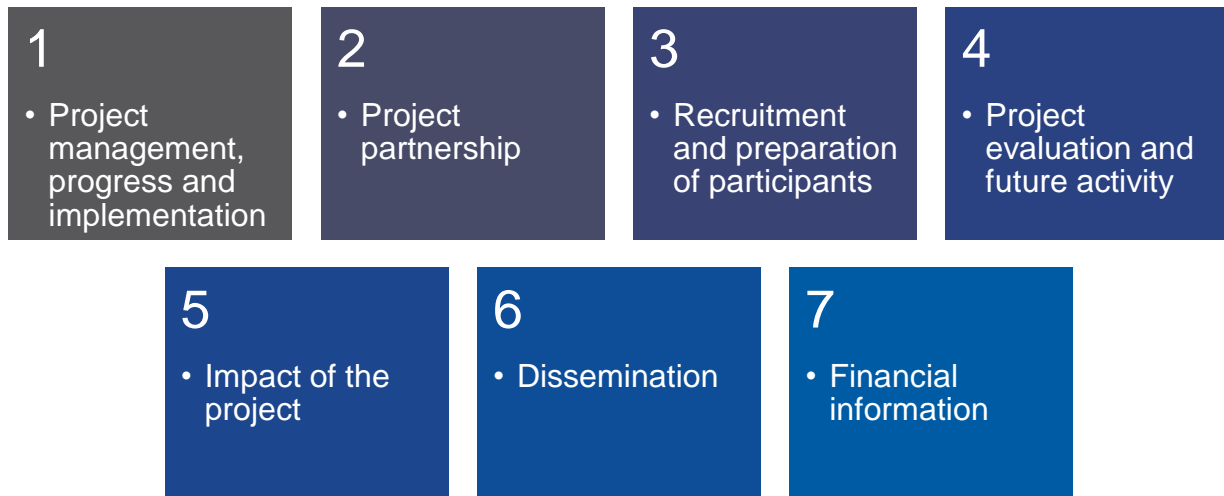 1
• Project
management,
progress and
implementation
2
• Project
partnership
3
• Recruitment
and preparation
of participants
4
• Project
evaluation and
future activity
5
• Impact of the
project
6
• Dissemination
7
• Financial
information